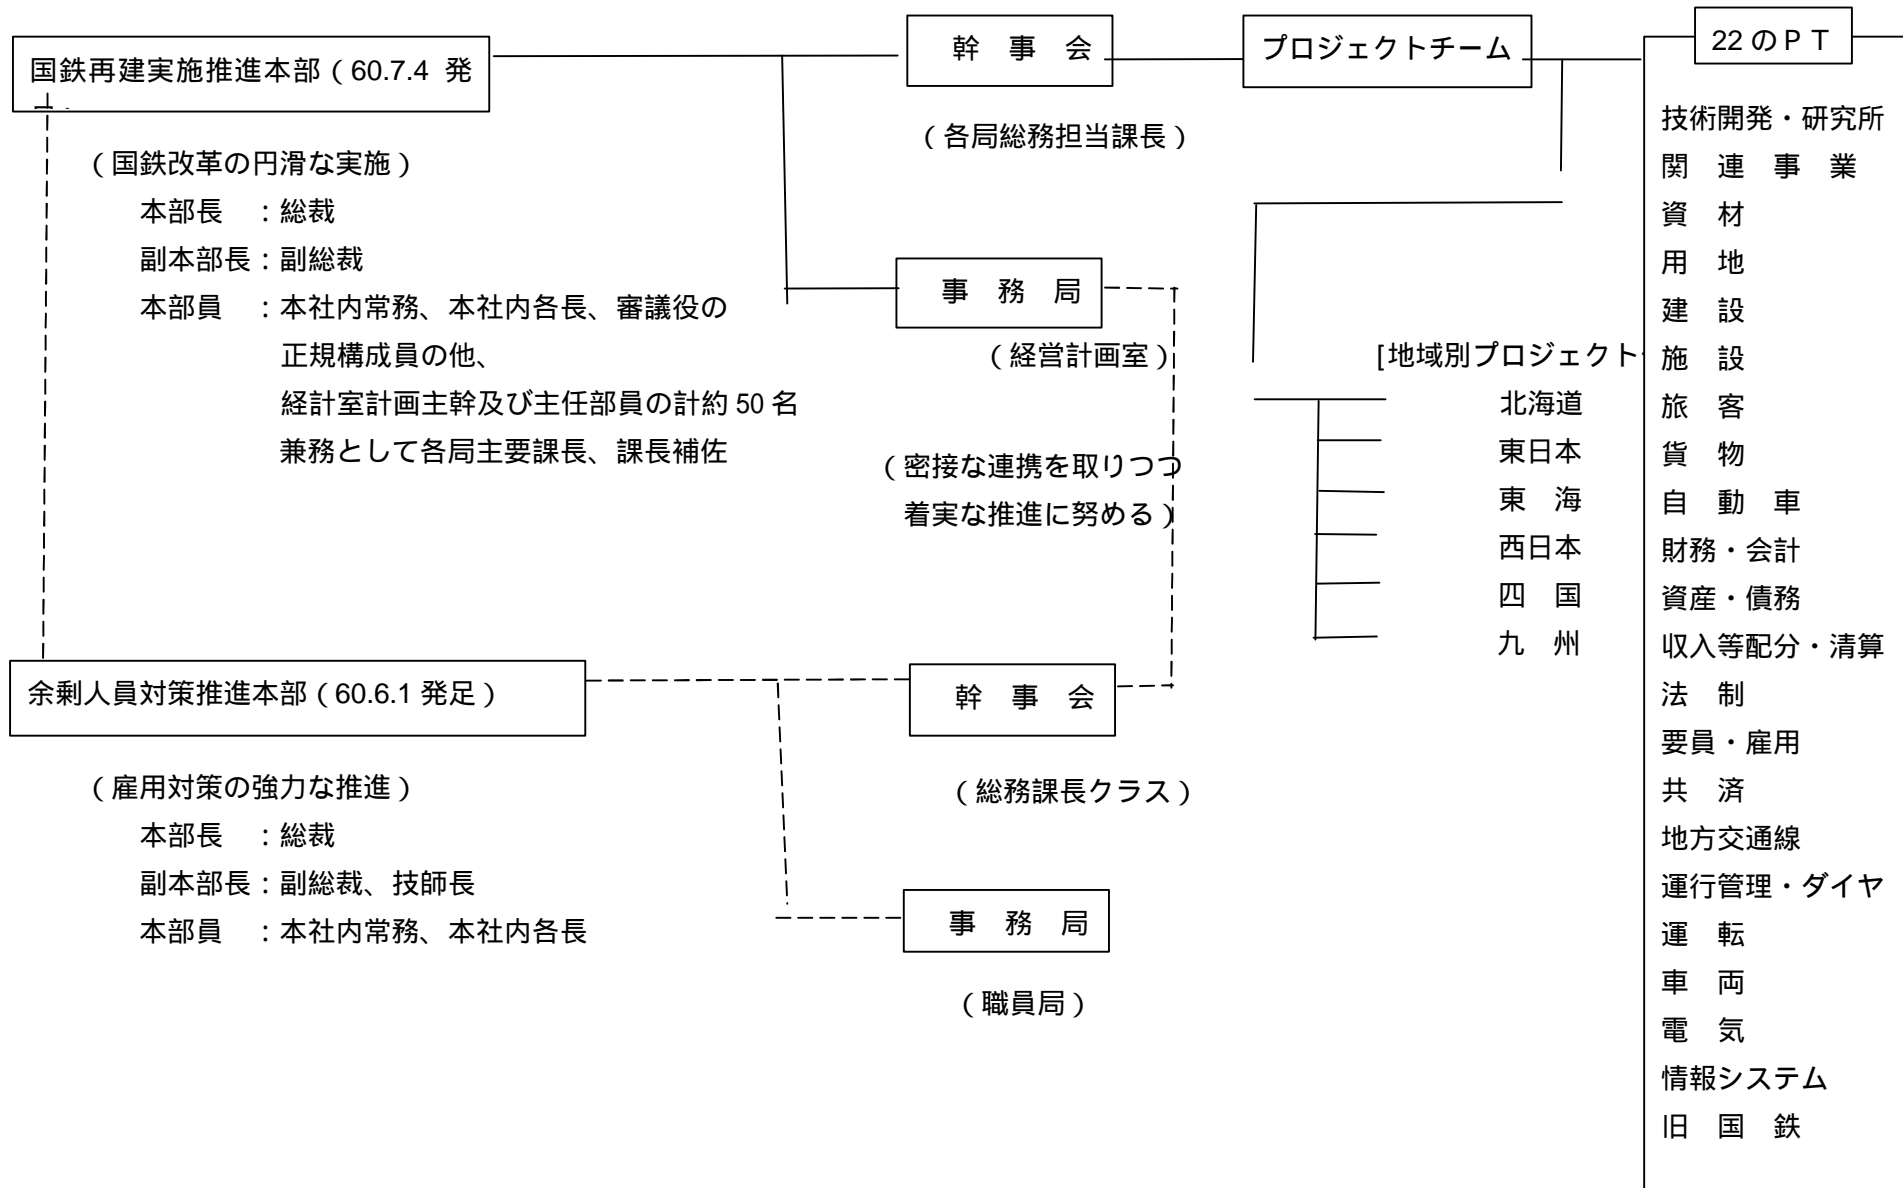 国鉄再建実施推進本部（60.7.4 発
（国鉄改革の円滑な実施）
本部長　：総裁
副本部長：副総裁
本部員　：本社内常務、本社内各長、審議役の
正規構成員の他、
経計室計画主幹及び主任部員の計約 50 名
兼務として各局主要課長、課長補佐
余剰人員対策推進本部（60.6.1 発足）
（雇用対策の強力な推進）
本部長　：総裁
副本部長：副総裁、技師長
本部員　：本社内常務、本社内各長
幹　事　会
（各局総務担当課長）
事　務　局
（経営計画室）
（密接な連携を取りつつ
着実な推進に努める）
幹　事　会
（総務課長クラス）
事　務　局
（職員局）
プロジェクトチーム
[地域別プロジェクト
北海道
東日本
東　海
西日本
四　国
九　州
22 のＰＴ
技術開発・研究所
関　連　事　業
資　材
用　地
建　設
施　設
旅　客
貨　物
自　動　車
財務・会計
資産・債務
収入等配分・清算
法　制
要員・雇用
共　済
地方交通線
運行管理・ダイヤ
運　転
車　両
電　気
情報システム
旧　国　鉄